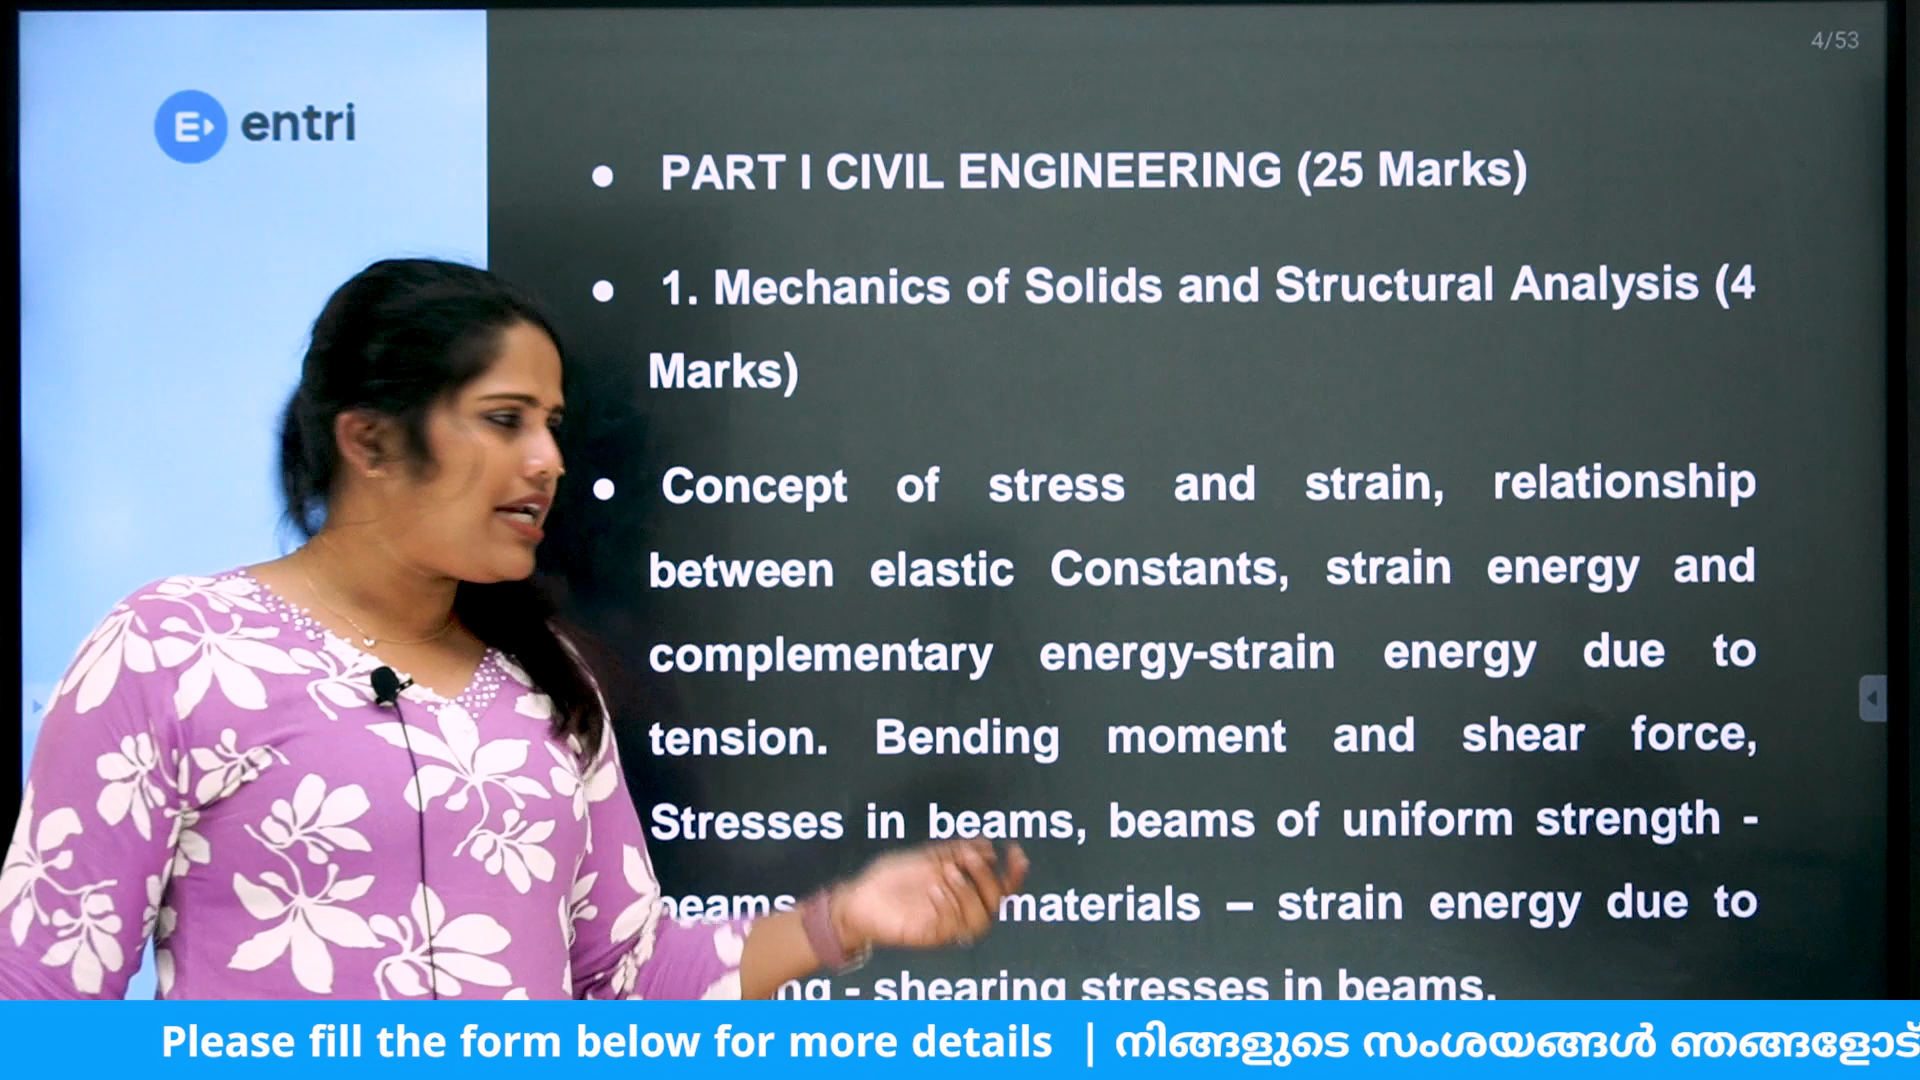 4/53
entri
● PART I CIVIL ENGINEERING (25 Marks)
● 1. Mechanics of Solids and Structural Analysis (4
Marks)
● Concept of stress and strain, relationship
between elastic Constants, strain energy and
complementary energy-strain energy due to
tension. Bending moment and shear force,
Stresses in beams, beams of uniform strength -
beams materials – strain energy due to
- shearing stresses in beams.
Please fill the form below for more details | നിങ്ങളുടെ സംശയങ്ങൾ ഞങ്ങളോട്